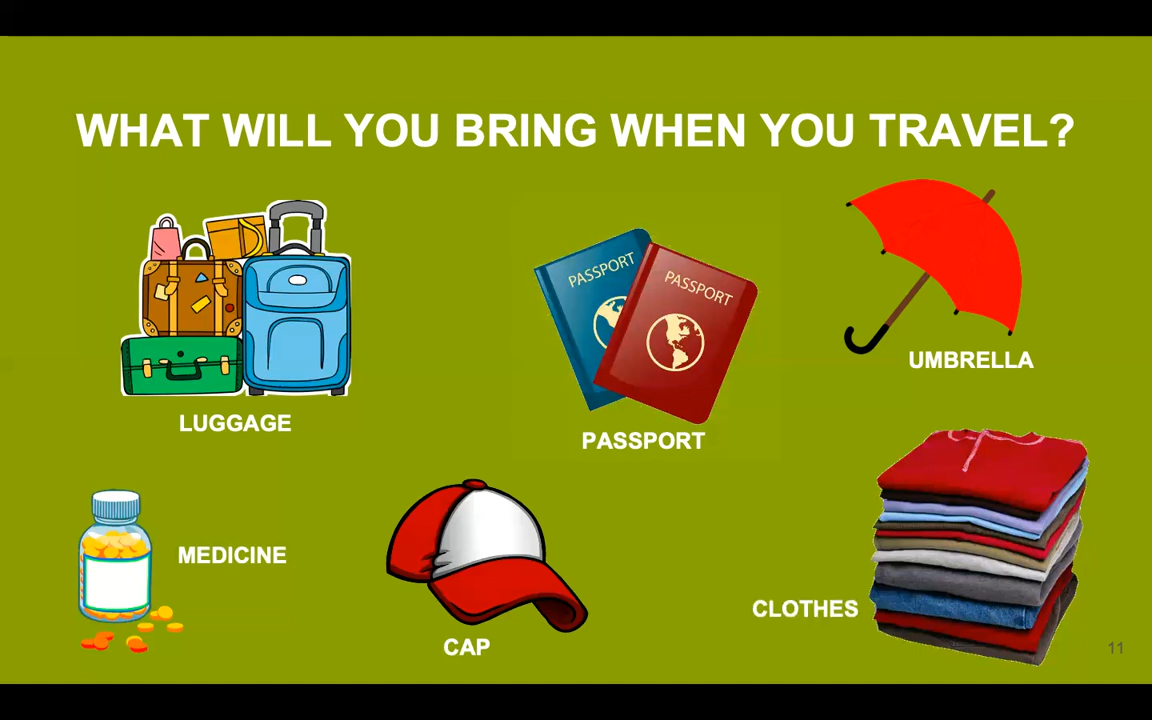 WHAT WILL YOU BRING WHEN YOU TRAVEL?
PASSPORT
PASSPORT
UMBRELLA
LUGGAGE
PASSPORT
MEDICINE
CLOTHES
CAP
11